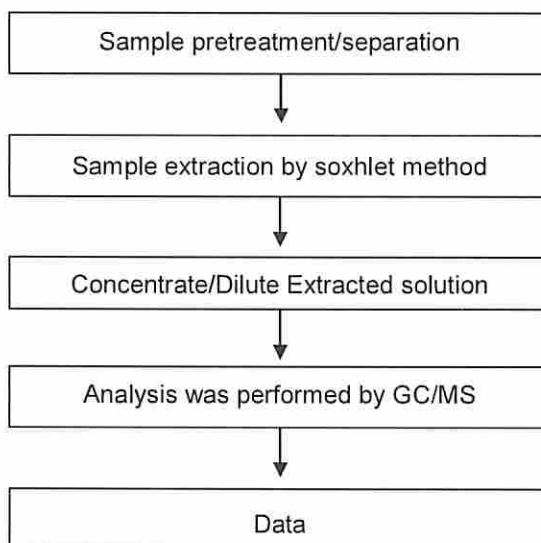 Sample pretreatment/separation
Sample extraction by soxhlet method
Concentrate/Dilute Extracted solution
Analysis was performed by GC/MS
Data